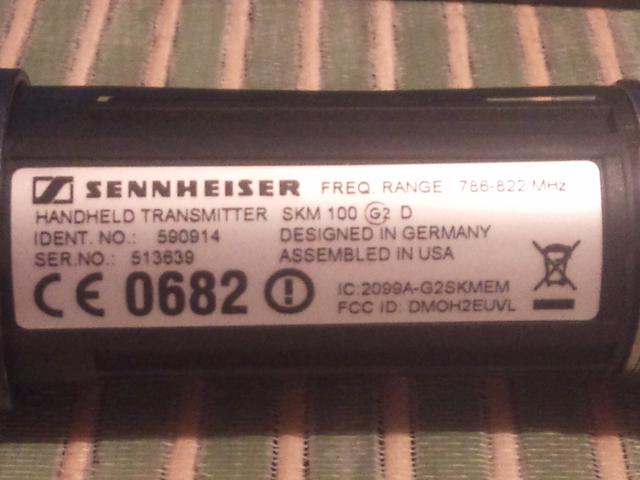 SENNHEISER FREQ. RANGE 786-822 MHz
HANDHELD TRANSMITTER SKM 100 G2 D
IDENT. NO.: 590914 DESIGNED IN GERMANY
SER.NO.: 513639 ASSEMBLED IN USA
CE 0682 IC:2099A-G2SKMEM
FCC ID: DMOH2EUVL